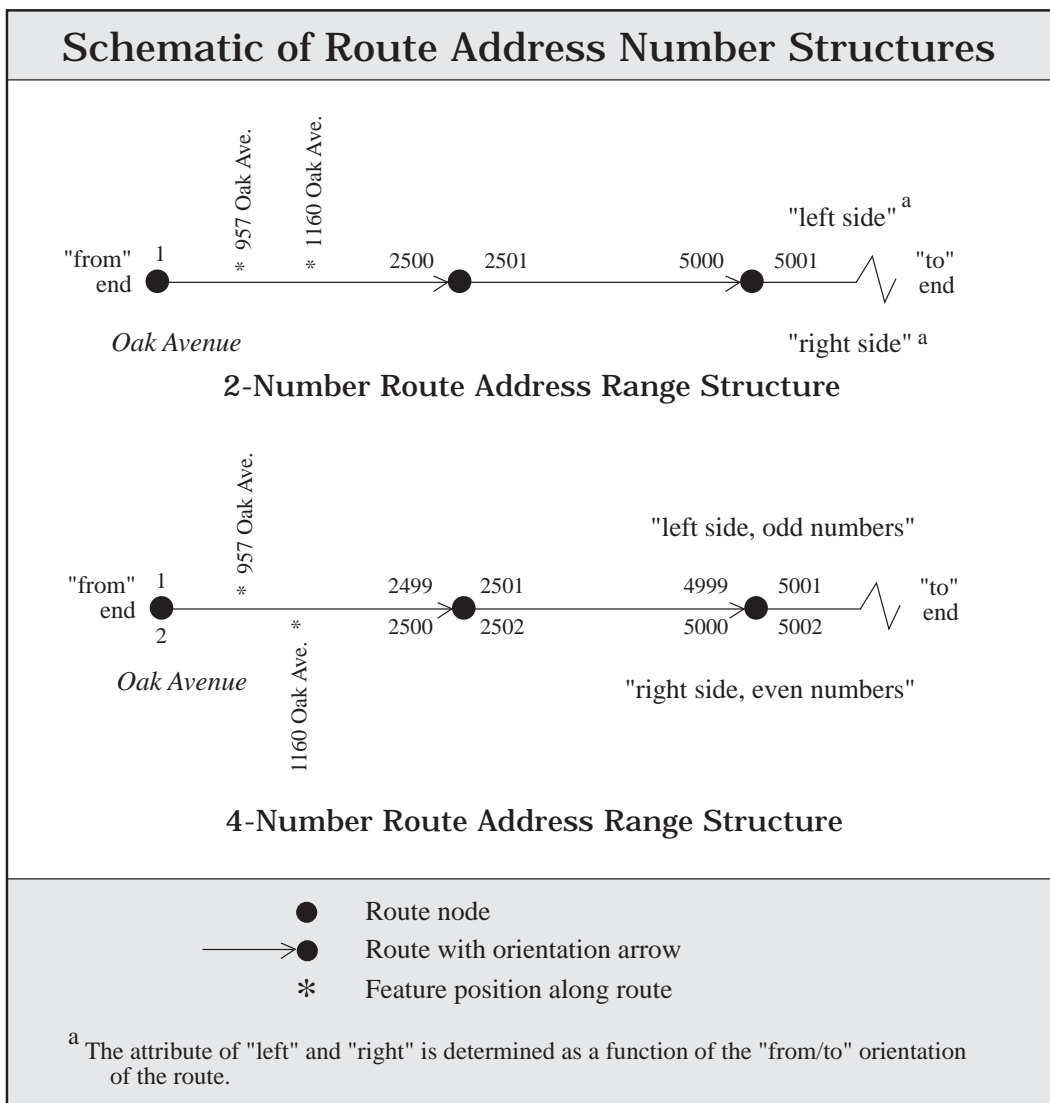 Schematic of Route Address Number Structures
* 957 Oak Ave.
* 1160 Oak Ave.
"left side" a
"from" end
1
2500
2501
5000
5001
"to" end
Oak Avenue
"right side" a
2-Number Route Address Range Structure
* 957 Oak Ave.
"left side, odd numbers"
"from" end
1
2499
2501
4999
5001
"to" end
2
2500
2502
5000
5002
1160 Oak Ave. *
Oak Avenue
"right side, even numbers"
4-Number Route Address Range Structure
Route node
Route with orientation arrow
* Feature position along route
a The attribute of "left" and "right" is determined as a function of the "from/to" orientation
of the route.